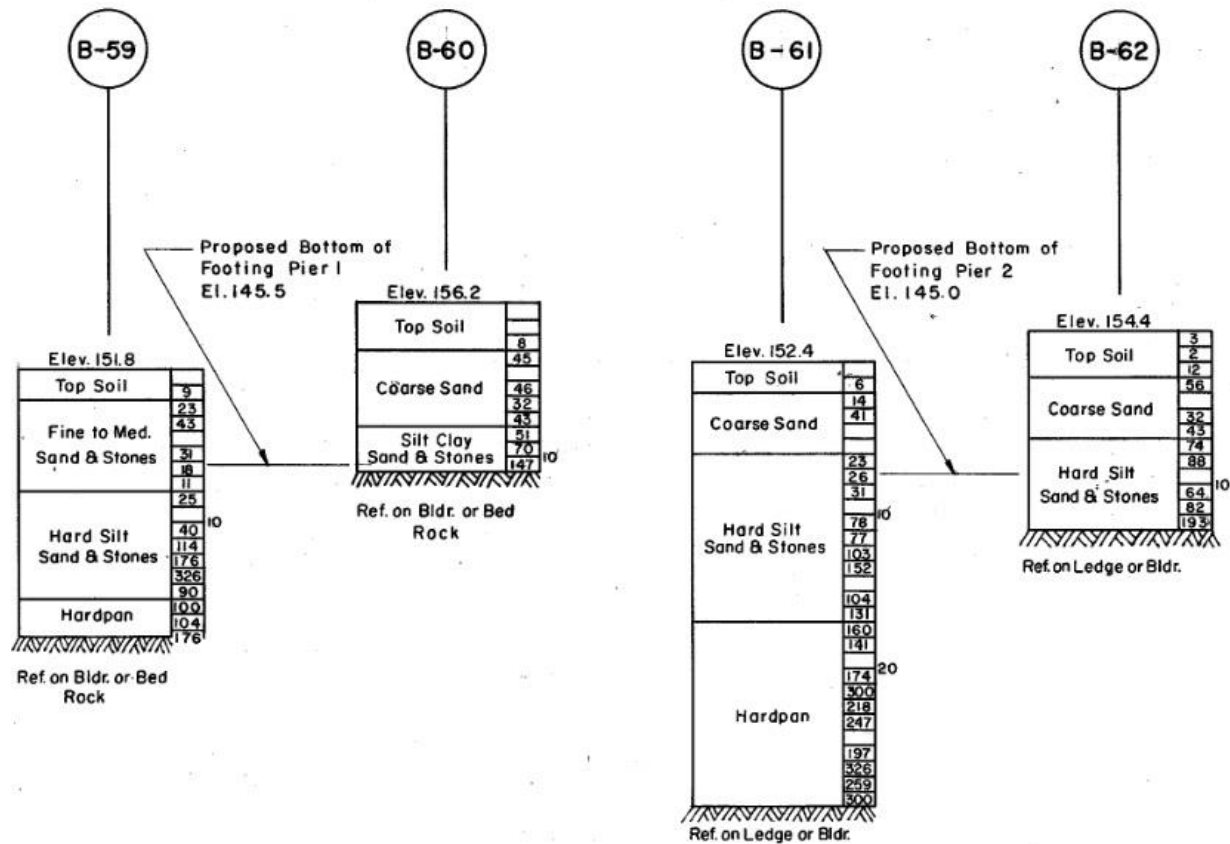 B-59
B-60
B-61
B-62
Proposed Bottom of
Footing Pier 1
El. 145.5
Proposed Bottom of
Footing Pier 2
El. 145.0
Elev. 151.8
Top Soil
Fine to Med.
Sand & Stones
Hard Silt
Sand & Stones
Hardpan
9
23
43
31
18
11
25
10
40
114
176
326
90
100
104
176
Ref. on Bldr. or Bed
Rock
Elev. 156.2
Top Soil
Coarse Sand
Silt Clay
Sand & Stones
8
45
46
32
43
51
70
10
147
Ref. on Bldr. or Bed
Rock
Elev. 152.4
Top Soil
Coarse Sand
Hard Silt
Sand & Stones
Hardpan
6
14
41
23
26
31
10
78
77
103
152
104
131
160
141
20
174
300
218
247
197
326
259
300
Ref. on Ledge or Bldr.
Elev. 154.4
Top Soil
Coarse Sand
Hard Silt
Sand & Stones
3
2
12
56
32
43
74
88
10
64
82
193
Ref. on Ledge or Bldr.